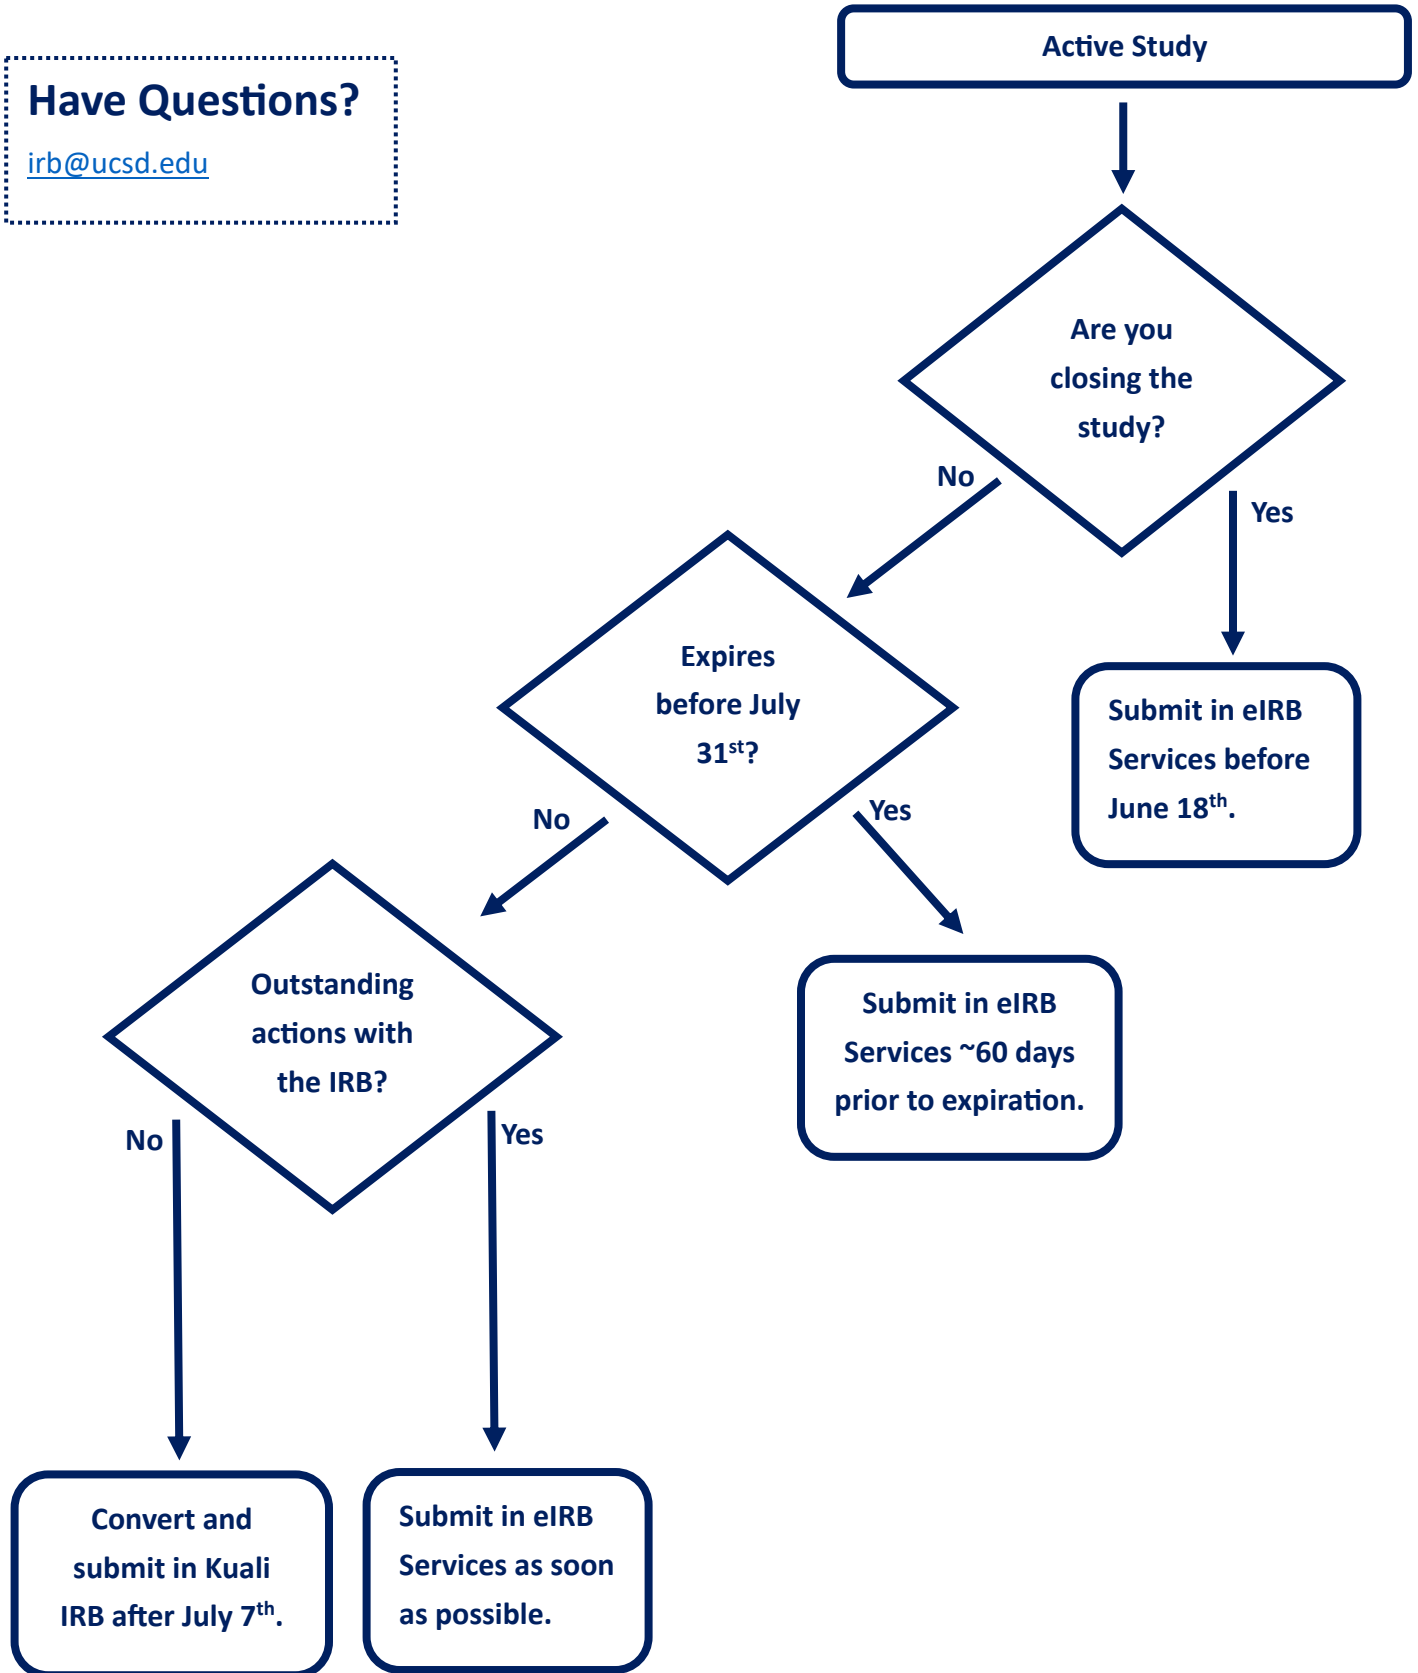 Active Study
Have Questions?
irb@ucsd.edu
Are you
closing the
study?
No
Yes
Expires
before July
31st?
Submit in eIRB
Services before
June 18th.
No
Yes
Outstanding
actions with
the IRB?
Submit in eIRB
Services ~60 days
prior to expiration.
No
Yes
Convert and
submit in Kuali
IRB after July 7th.
Submit in eIRB
Services as soon
as possible.